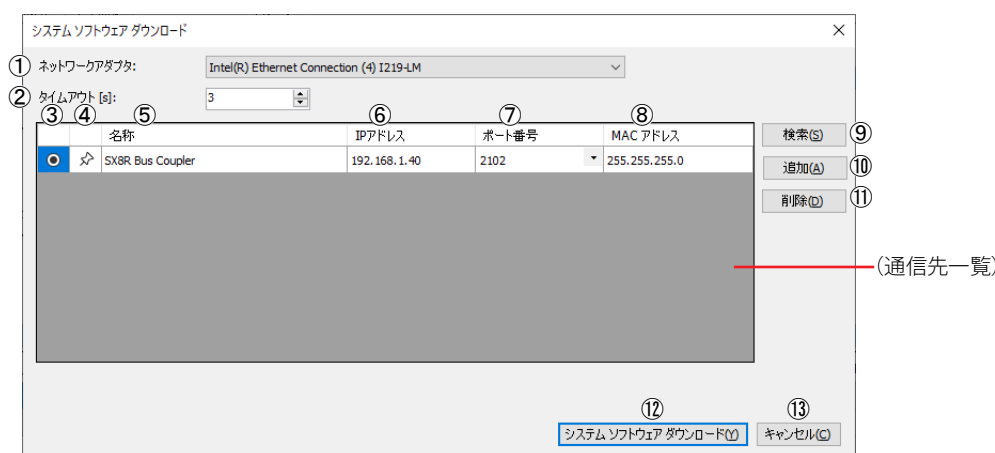 システム ソフトウェア ダウンロード
① ネットワークアダプタ: Intel(R) Ethernet Connection (4) I219-LM
② タイムアウト [s]: 3
③ ④ ⑤ ⑥ ⑦ ⑧
名称 IPアドレス ポート番号 MAC アドレス 検索(S) ⑨
SX8R Bus Coupler 192.168.1.40 2102 255.255.255.0 追加(A) ⑩
削除(D) ⑪
(通信先一覧)
⑫ ⑬
システム ソフトウェア ダウンロード(Y) キャンセル(C)